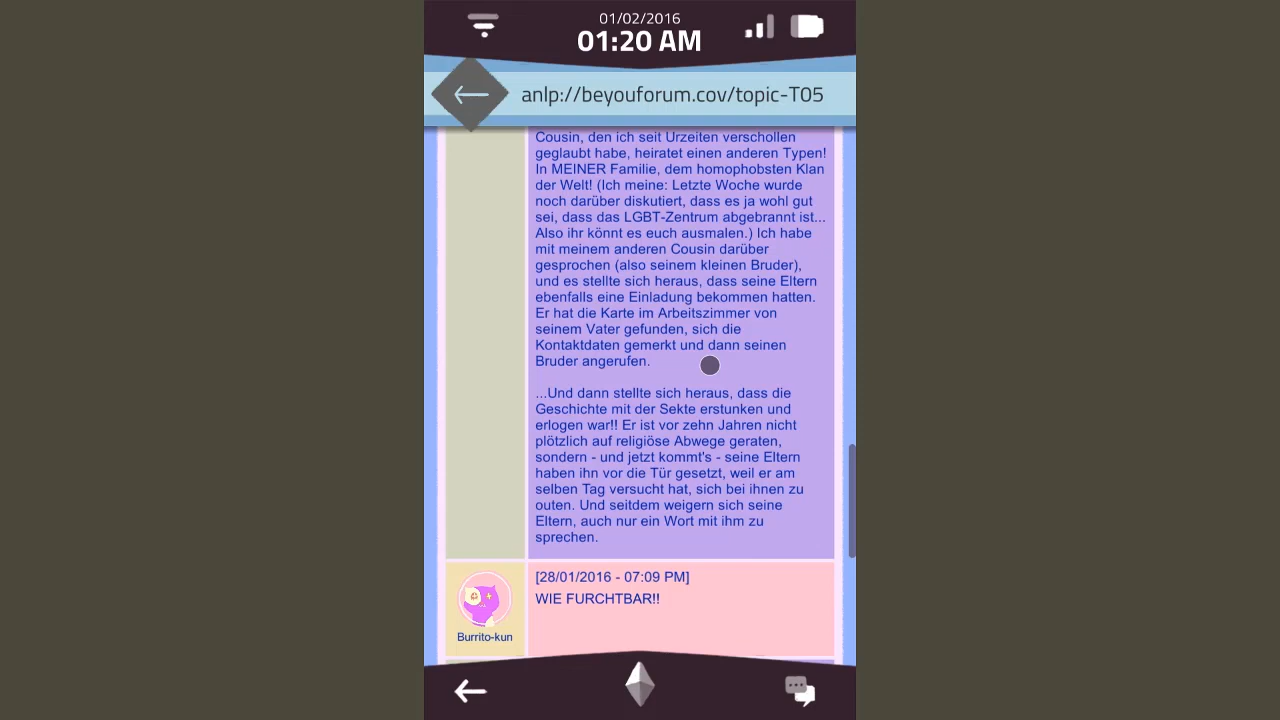 01/02/2016
01:20 AM
anlp://beyouforum.cov/topic-T05
Cousin, den ich seit Urzeiten verschollen
geglaubt habe, heiratet einen anderen Typen!
In MEINER Familie, dem homophobsten Klan
der Welt! (Ich meine: Letzte Woche wurde
noch darüber diskutiert, dass es ja wohl gut
sei, dass das LGBT-Zentrum abgebrannt ist...
Also ihr könnt es euch ausmalen.) Ich habe
mit meinem anderen Cousin darüber
gesprochen (also seinem kleinen Bruder),
und es stellte sich heraus, dass seine Eltern
ebenfalls eine Einladung bekommen hatten.
Er hat die Karte im Arbeitszimmer von
seinem Vater gefunden, sich die
Kontaktdaten gemerkt und dann seinen
Bruder angerufen.
...Und dann stellte sich heraus, dass die
Geschichte mit der Sekte erstunken und
erlogen war!! Er ist vor zehn Jahren nicht
plötzlich auf religiöse Abwege geraten,
sondern - und jetzt kommt's - seine Eltern
haben ihn vor die Tür gesetzt, weil er am
selben Tag versucht hat, sich bei ihnen zu
outen. Und seitdem weigern sich seine
Eltern, auch nur ein Wort mit ihm zu
sprechen.
[28/01/2016 - 07:09 PM]
WIE FURCHTBAR!!
Burrito-kun